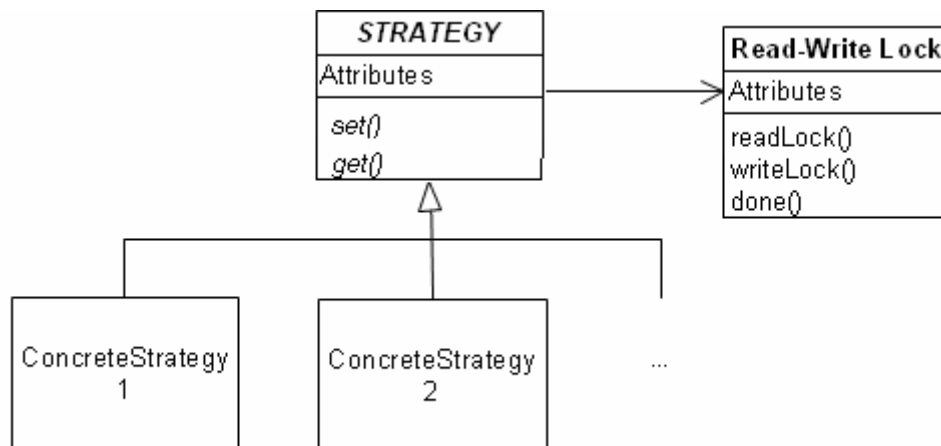 STRATEGY
Attributes
set()
get()
Read-Write Lock
Attributes
readLock()
writeLock()
done()
ConcreteStrategy
1
ConcreteStrategy
2
...